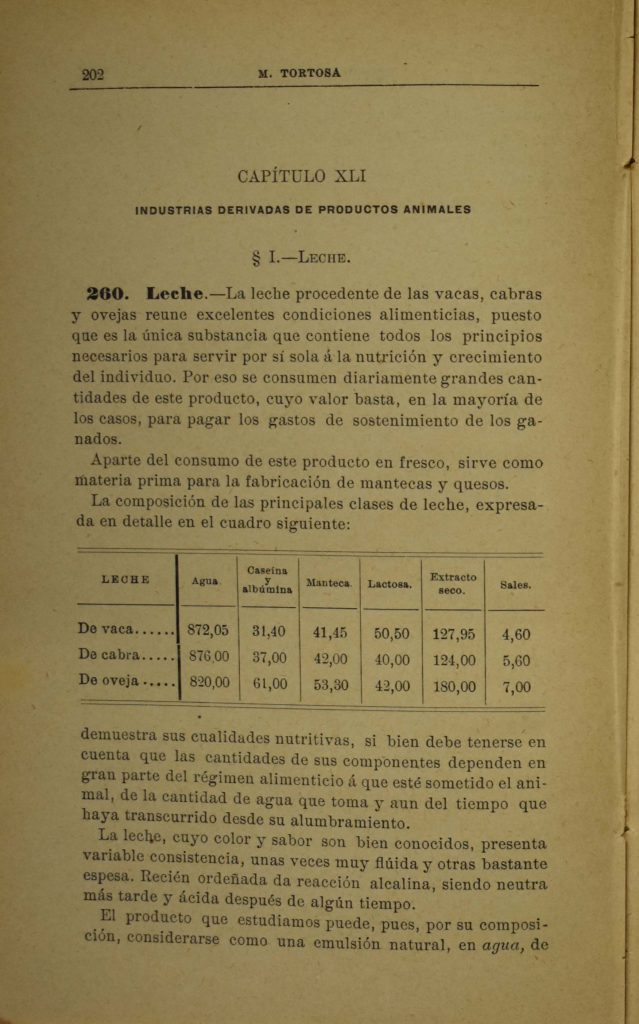 202
M. TORTOSA
CAPÍTULO XLI
INDUSTRIAS DERIVADAS DE PRODUCTOS ANIMALES
§ I.—LECHE.
260. Leche.—La leche procedente de las vacas, cabras
y ovejas reune excelentes condiciones alimenticias, puesto
que es la única substancia que contiene todos los principios
necesarios para servir por sí sola á la nutrición y crecimiento
del individuo. Por eso se consumen diariamente grandes can-
tidades de este producto, cuyo valor basta, en la mayoría de
los casos, para pagar los gastos de sostenimiento de los ga-
nados.
Aparte del consumo de este producto en fresco, sirve como
materia prima para la fabricación de mantecas y quesos.
La composición de las principales clases de leche, expresa-
da en detalle en el cuadro siguiente:
LECHE Agua. Caseína y albúmina Manteca. Lactosa. Extracto seco. Sales.
De vaca...... 872,05 31,40 41,45 50,50 127,95 4,60
De cabra..... 876,00 37,00 42,00 40,00 124,00 5,60
De oveja ..... 820,00 61,00 53,30 42,00 180,00 7,00
demuestra sus cualidades nutritivas, si bien debe tenerse en
cuenta que las cantidades de sus componentes dependen en
gran parte del régimen alimenticio á que esté sometido el ani-
mal, de la cantidad de agua que toma y aun del tiempo que
haya transcurrido desde su alumbramiento.
La leche, cuyo color y sabor son bien conocidos, presenta
variable consistencia, unas veces muy flúida y otras bastante
espesa. Recién ordeñada da reacción alcalina, siendo neutra
más tarde y ácida después de algún tiempo.
El producto que estudiamos puede, pues, por su composi-
ción, considerarse como una emulsión natural, en agua, de